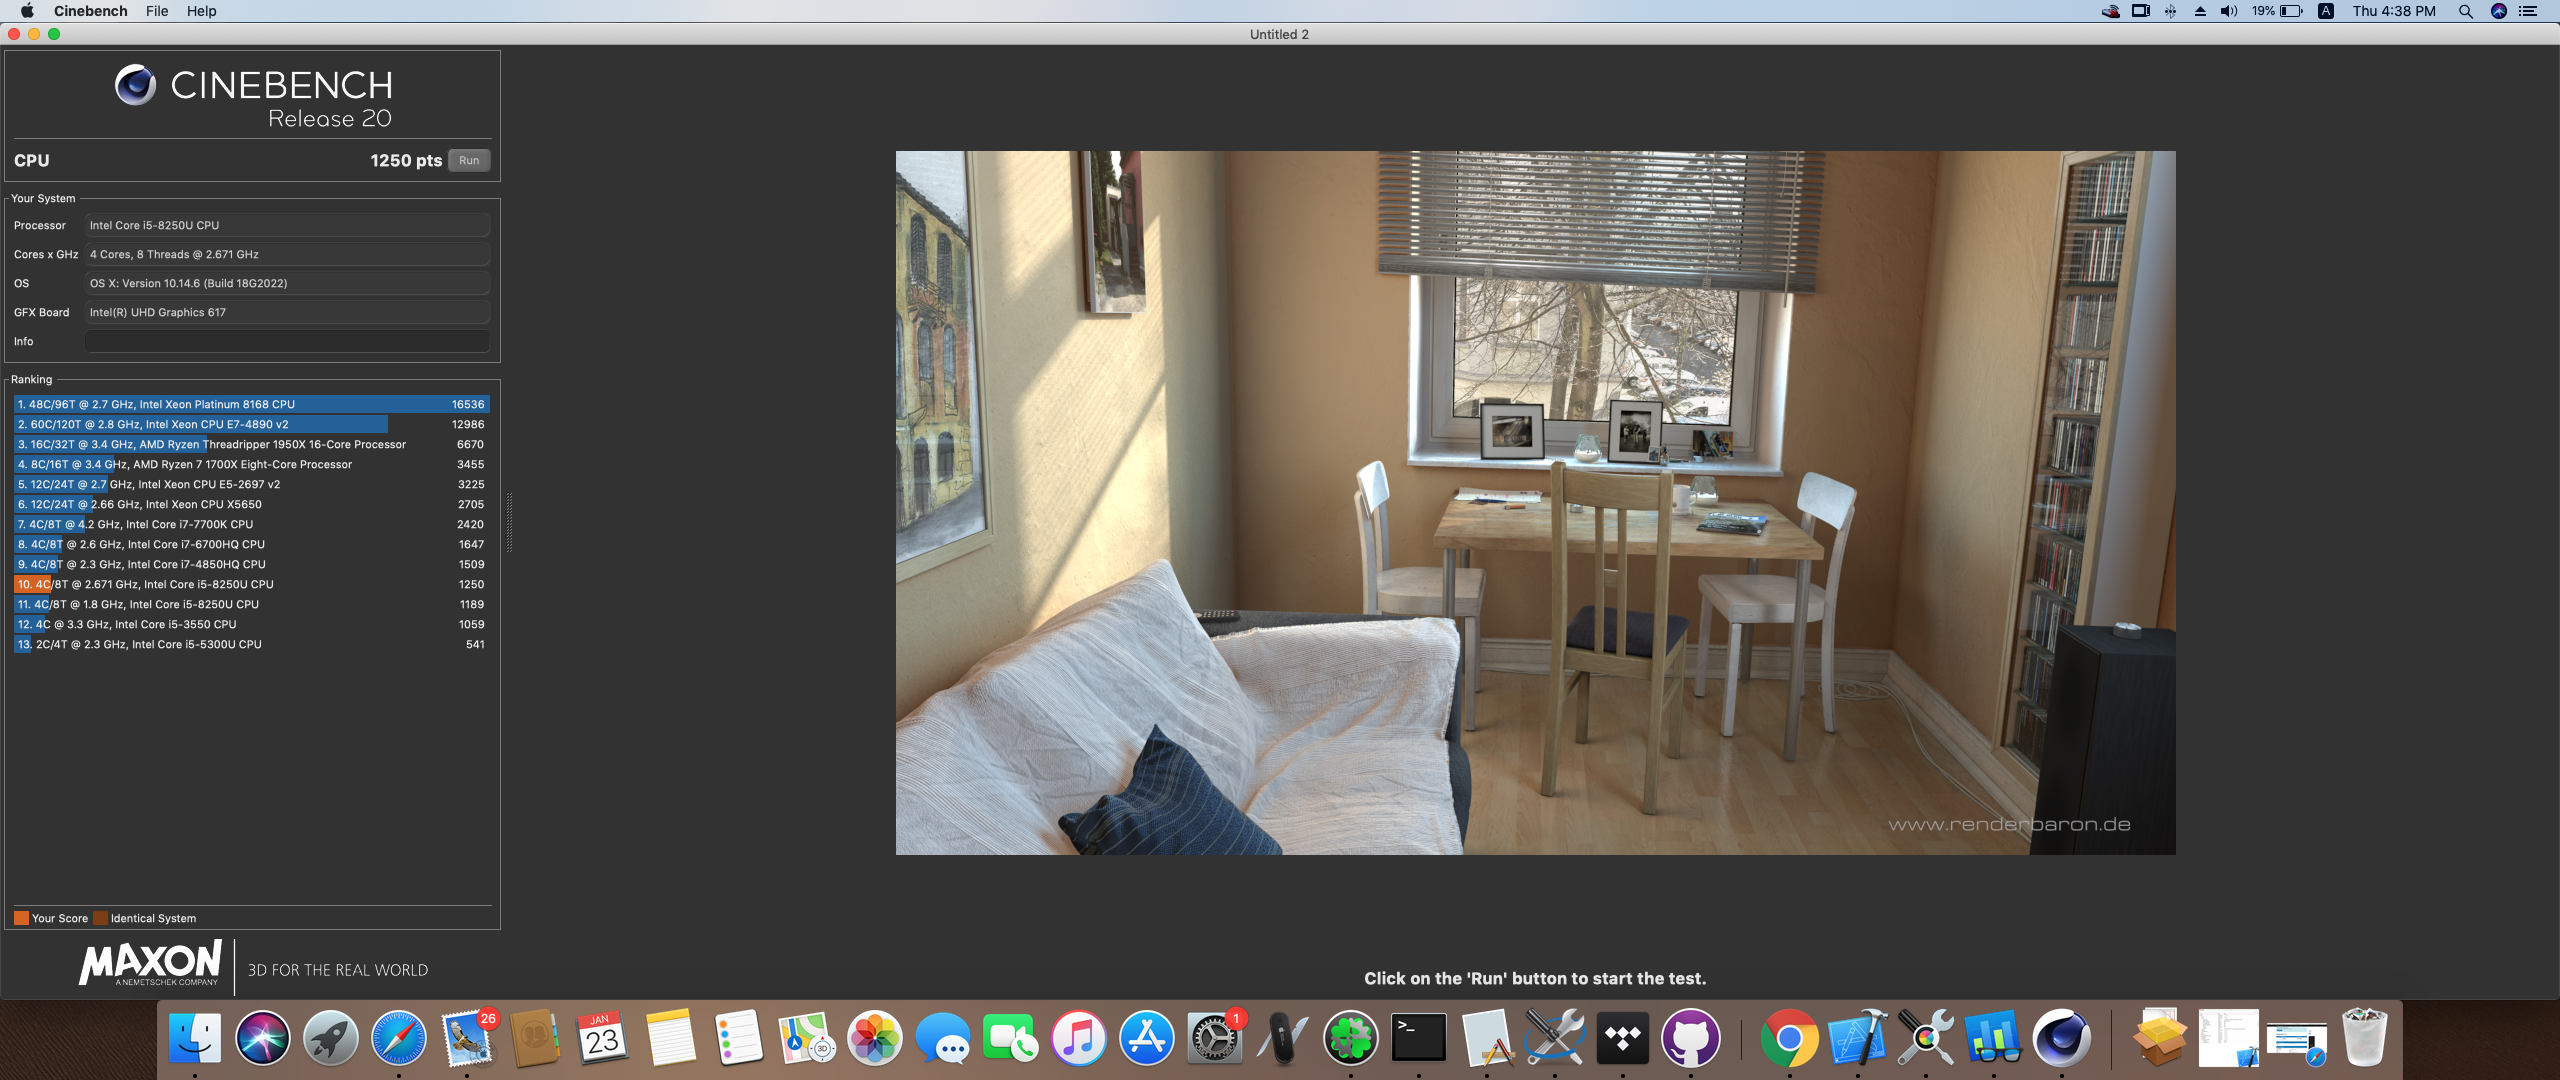 Cinebench File Help 19% A Thu 4:38 PM
Untitled 2
CINEBENCH
Release 20
CPU 1250 pts Run
Your System
Processor Intel Core i5-8250U CPU
Cores x GHz 4 Cores, 8 Threads @ 2.671 GHz
OS OS X: Version 10.14.6 (Build 18G2022)
GFX Board Intel(R) UHD Graphics 617
Info
Ranking
1. 48C/96T @ 2.7 GHz, Intel Xeon Platinum 8168 CPU 16536
2. 60C/120T @ 2.8 GHz, Intel Xeon CPU E7-4890 v2 12986
3. 16C/32T @ 3.4 GHz, AMD Ryzen Threadripper 1950X 16-Core Processor 6670
4. 8C/16T @ 3.4 GHz, AMD Ryzen 7 1700X Eight-Core Processor 3455
5. 12C/24T @ 2.7 GHz, Intel Xeon CPU E5-2697 v2 3225
6. 12C/24T @ 2.66 GHz, Intel Xeon CPU X5650 2705
7. 4C/8T @ 4.2 GHz, Intel Core i7-7700K CPU 2420
8. 4C/8T @ 2.6 GHz, Intel Core i7-6700HQ CPU 1647
9. 4C/8T @ 2.3 GHz, Intel Core i7-4850HQ CPU 1509
10. 4C/8T @ 2.671 GHz, Intel Core i5-8250U CPU 1250
11. 4C/8T @ 1.8 GHz, Intel Core i5-8250U CPU 1189
12. 4C @ 3.3 GHz, Intel Core i5-3550 CPU 1059
13. 2C/4T @ 2.3 GHz, Intel Core i5-5300U CPU 541
www.renderbaron.de
Your Score Identical System
MAXON
A NEMETSCHEK COMPANY
3D FOR THE REAL WORLD
Click on the 'Run' button to start the test.
26
JAN
23
3D
1
>_